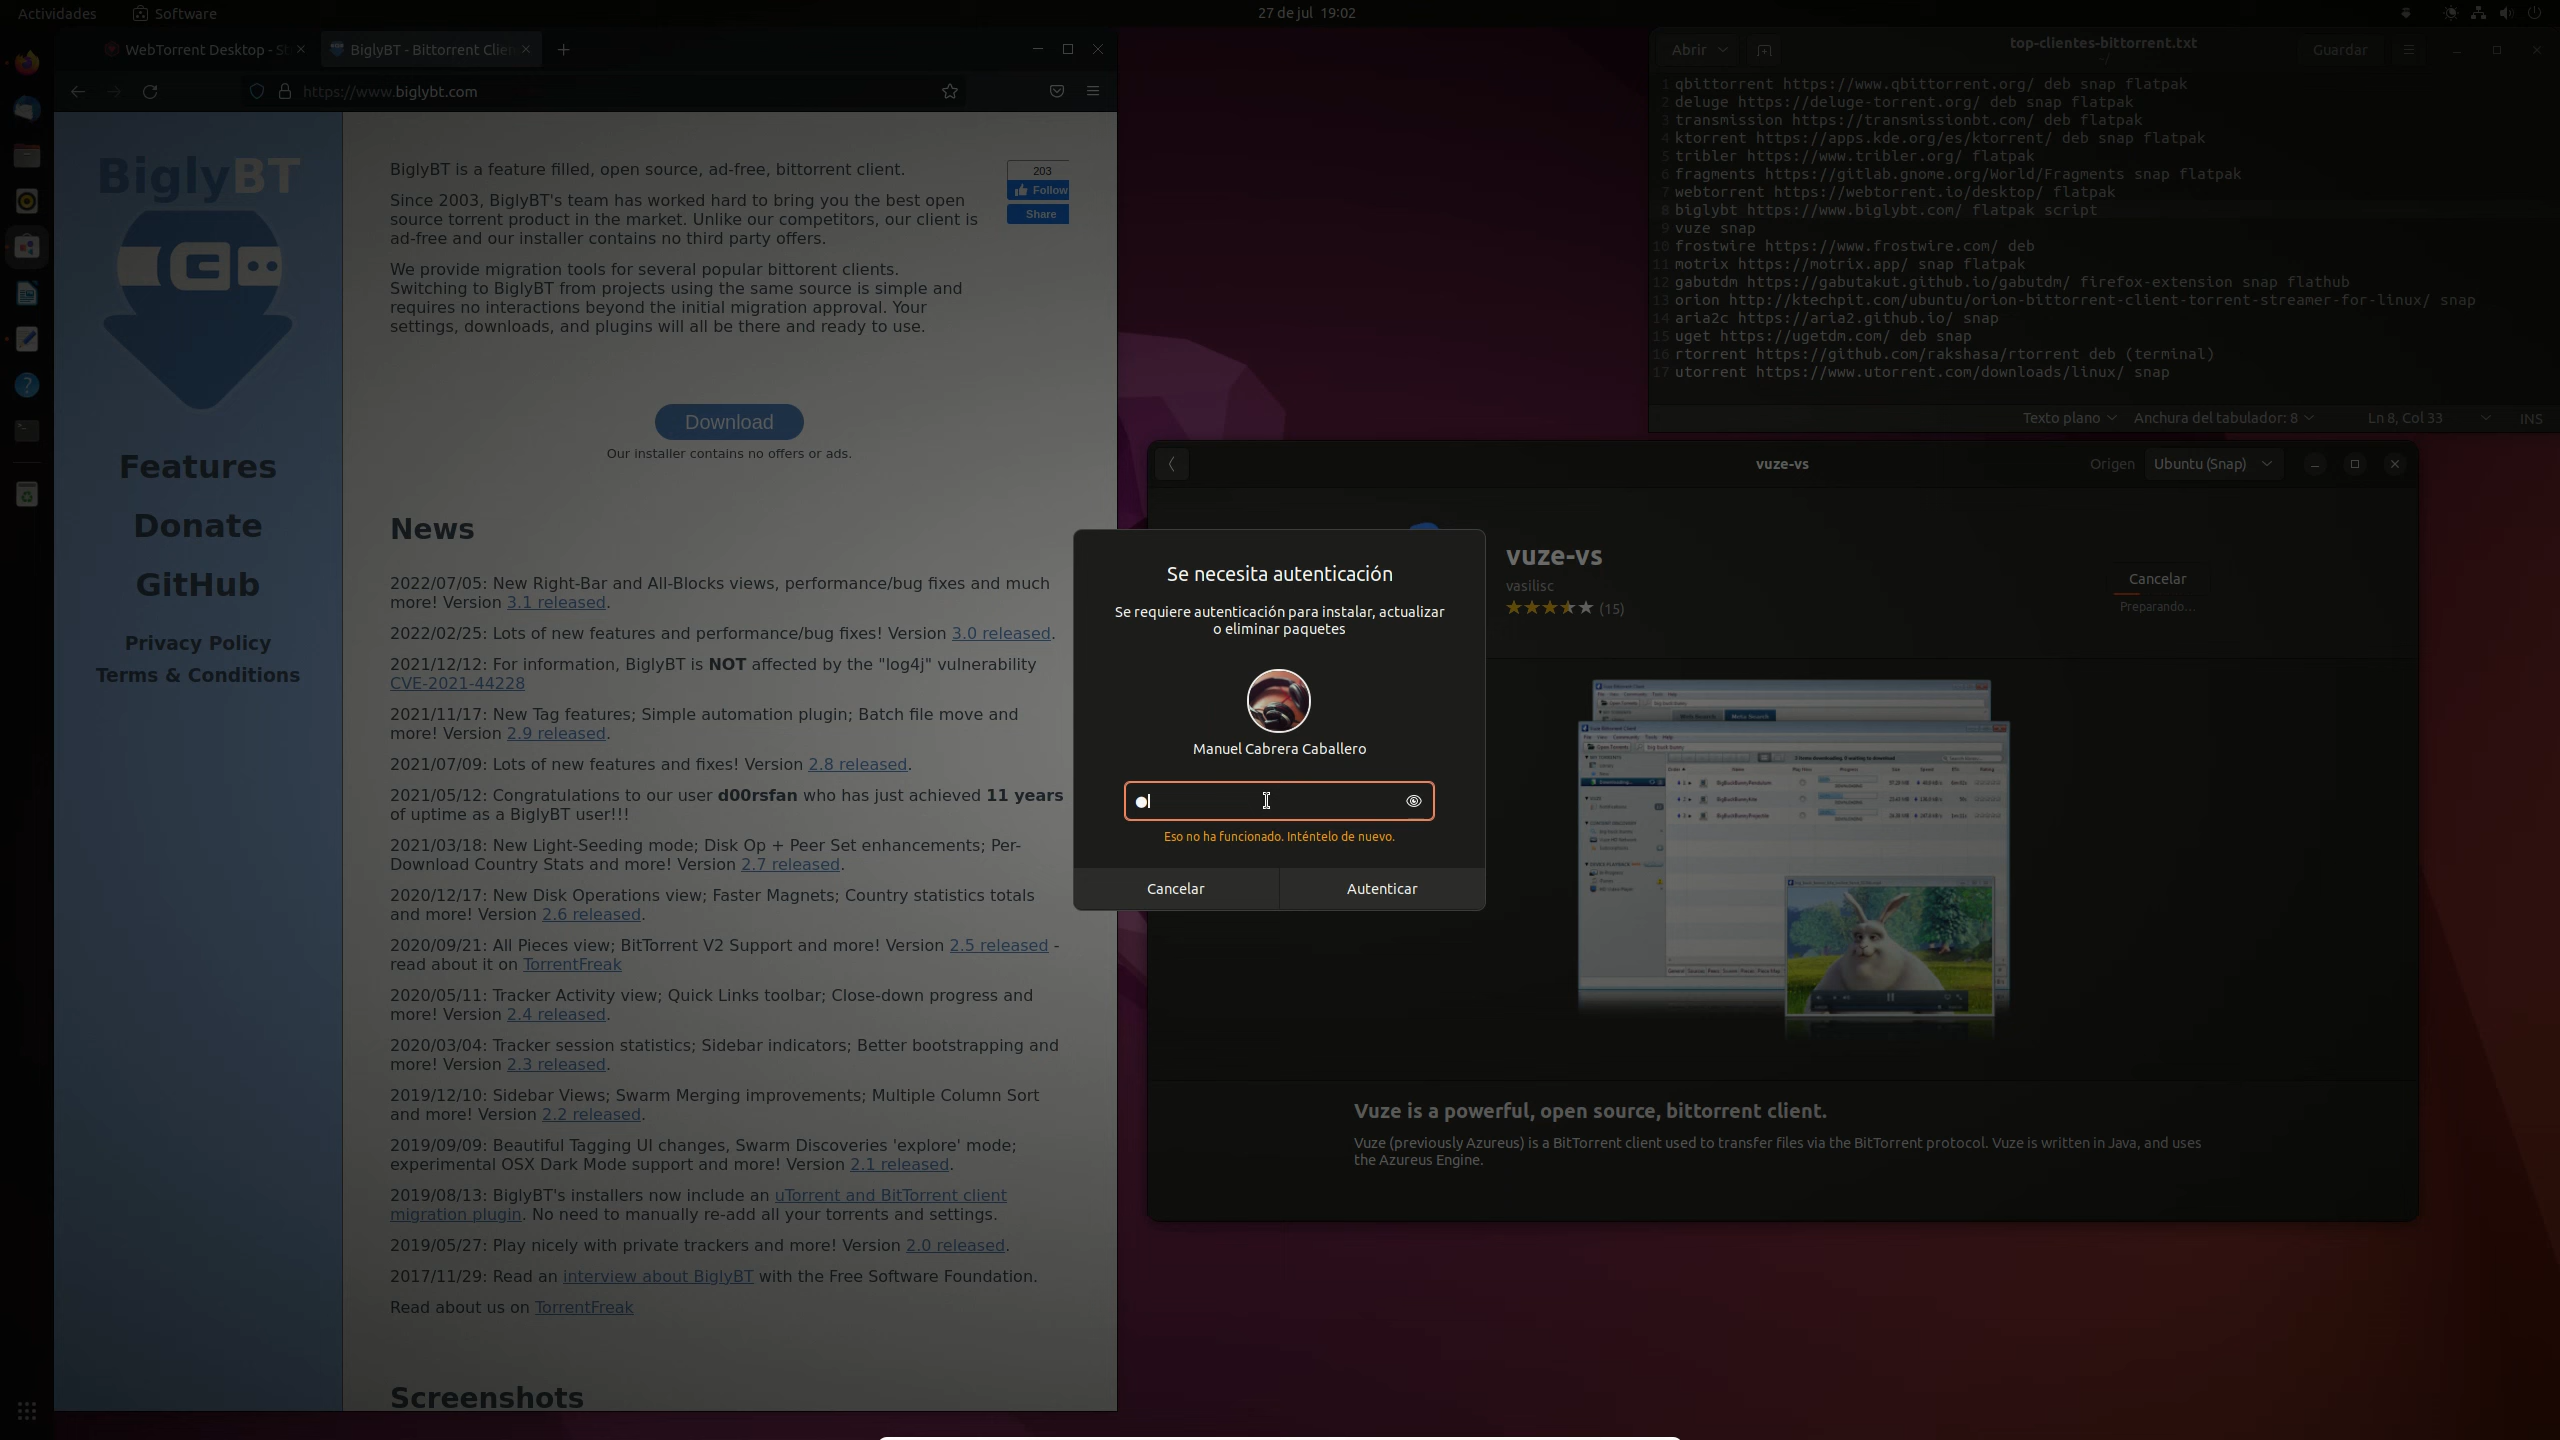 Actividades
Software
27 de jul 19:02
WebTorrent Desktop - St
BiglyBT - Bittorrent Clien
https://www.biglybt.com
BiglyBT
Features
Donate
GitHub
Privacy Policy
Terms & Conditions
BiglyBT is a feature filled, open source, ad-free, bittorrent client.
Since 2003, BiglyBT's team has worked hard to bring you the best open
source torrent product in the market. Unlike our competitors, our client is
ad-free and our installer contains no third party offers.
We provide migration tools for several popular bittorent clients.
Switching to BiglyBT from projects using the same source is simple and
requires no interactions beyond the initial migration approval. Your
settings, downloads, and plugins will all be there and ready to use.
203
Follow
Share
Download
Our installer contains no offers or ads.
News
2022/07/05: New Right-Bar and All-Blocks views, performance/bug fixes and much
more! Version 3.1 released.
2022/02/25: Lots of new features and performance/bug fixes! Version 3.0 released.
2021/12/12: For information, BiglyBT is NOT affected by the "log4j" vulnerability
CVE-2021-44228
2021/11/17: New Tag features; Simple automation plugin; Batch file move and
more! Version 2.9 released.
2021/07/09: Lots of new features and fixes! Version 2.8 released.
2021/05/12: Congratulations to our user d00rsfan who has just achieved 11 years
of uptime as a BiglyBT user!!!
2021/03/18: New Light-Seeding mode; Disk Op + Peer Set enhancements; Per-
Download Country Stats and more! Version 2.7 released.
2020/12/17: New Disk Operations view; Faster Magnets; Country statistics totals
and more! Version 2.6 released.
2020/09/21: All Pieces view; BitTorrent V2 Support and more! Version 2.5 released -
read about it on TorrentFreak
2020/05/11: Tracker Activity view; Quick Links toolbar; Close-down progress and
more! Version 2.4 released.
2020/03/04: Tracker session statistics; Sidebar indicators; Better bootstrapping and
more! Version 2.3 released.
2019/12/10: Sidebar Views; Swarm Merging improvements; Multiple Column Sort
and more! Version 2.2 released.
2019/09/09: Beautiful Tagging UI changes, Swarm Discoveries 'explore' mode;
experimental OSX Dark Mode support and more! Version 2.1 released.
2019/08/13: BiglyBT's installers now include an uTorrent and BitTorrent client
migration plugin. No need to manually re-add all your torrents and settings.
2019/05/27: Play nicely with private trackers and more! Version 2.0 released.
2017/11/29: Read an interview about BiglyBT with the Free Software Foundation.
Read about us on TorrentFreak
Screenshots
Abrir
top-clientes-bittorrent.txt
~/
Guardar
1 qbittorrent https://www.qbittorrent.org/ deb snap flatpak
2 deluge https://deluge-torrent.org/ deb snap flatpak
3 transmission https://transmissionbt.com/ deb flatpak
4 ktorrent https://apps.kde.org/es/ktorrent/ deb snap flatpak
5 tribler https://www.tribler.org/ flatpak
6 fragments https://gitlab.gnome.org/World/Fragments snap flatpak
7 webtorrent https://webtorrent.io/desktop/ flatpak
8 biglybt https://www.biglybt.com/ flatpak script
9 vuze snap
10 frostwire https://www.frostwire.com/ deb
11 motrix https://motrix.app/ snap flatpak
12 gabutdm https://gabutakut.github.io/gabutdm/ firefox-extension snap flathub
13 orion http://ktechpit.com/ubuntu/orion-bittorrent-client-torrent-streamer-for-linux/ snap
14 aria2c https://aria2.github.io/ snap
15 uget https://ugetdm.com/ deb snap
16 rtorrent https://github.com/rakshasa/rtorrent deb (terminal)
17 utorrent https://www.utorrent.com/downloads/linux/ snap
Texto plano
Anchura del tabulador: 8
Ln 8, Col 33
INS
vuze-vs
Origen
Ubuntu (Snap)
vuze-vs
vasilisc
(15)
Cancelar
Preparando…
Vuze is a powerful, open source, bittorrent client.
Vuze (previously Azureus) is a BitTorrent client used to transfer files via the BitTorrent protocol. Vuze is written in Java, and uses
the Azureus Engine.
Se necesita autenticación
Se requiere autenticación para instalar, actualizar
o eliminar paquetes
Manuel Cabrera Caballero
Eso no ha funcionado. Inténtelo de nuevo.
Cancelar
Autenticar